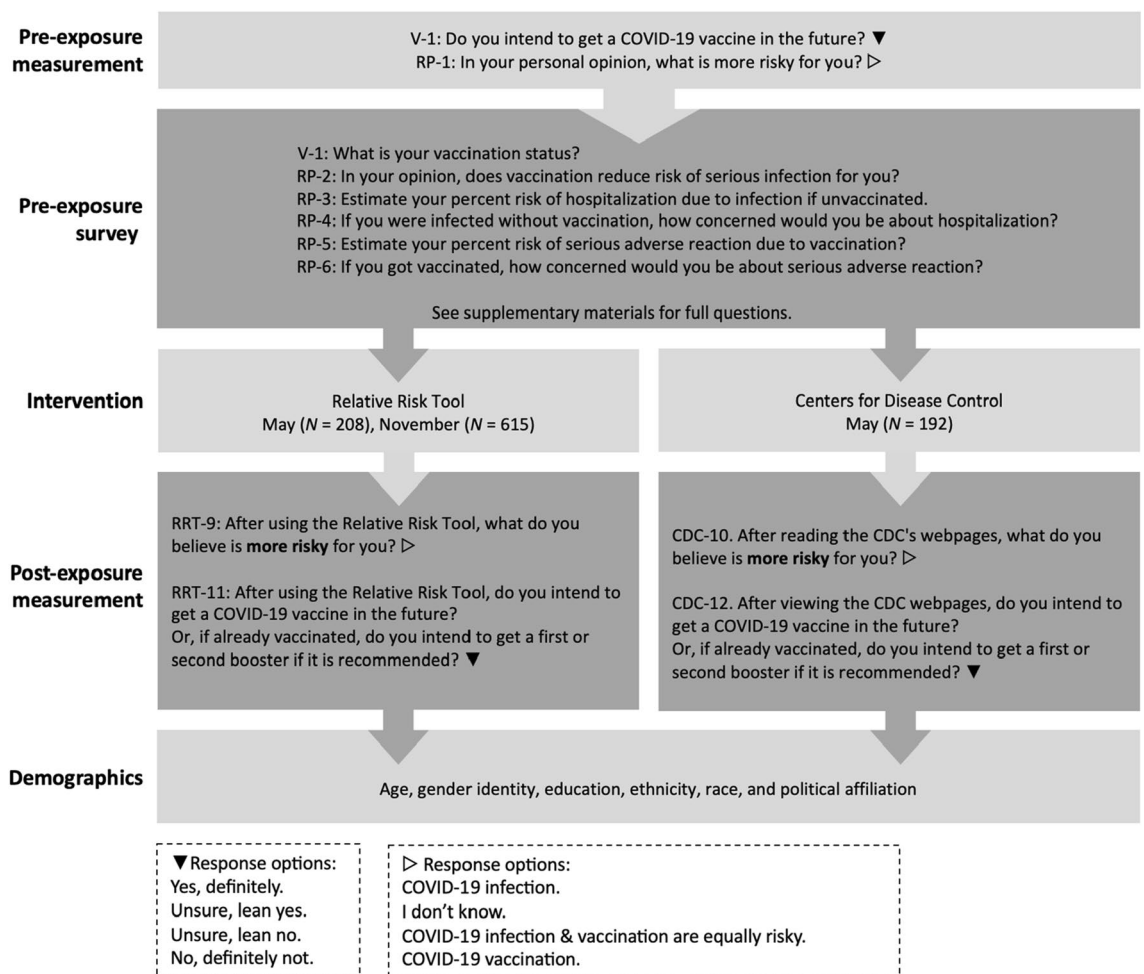 Pre-exposure
measurement
V-1: Do you intend to get a COVID-19 vaccine in the future? ▼
RP-1: In your personal opinion, what is more risky for you? ▷
Pre-exposure
survey
V-1: What is your vaccination status?
RP-2: In your opinion, does vaccination reduce risk of serious infection for you?
RP-3: Estimate your percent risk of hospitalization due to infection if unvaccinated.
RP-4: If you were infected without vaccination, how concerned would you be about hospitalization?
RP-5: Estimate your percent risk of serious adverse reaction due to vaccination?
RP-6: If you got vaccinated, how concerned would you be about serious adverse reaction?
See supplementary materials for full questions.
Intervention
Relative Risk Tool
May (N = 208), November (N = 615)
Centers for Disease Control
May (N = 192)
Post-exposure
measurement
RRT-9: After using the Relative Risk Tool, what do you
believe is more risky for you? ▷
RRT-11: After using the Relative Risk Tool, do you intend to
get a COVID-19 vaccine in the future?
Or, if already vaccinated, do you intend to get a first or
second booster if it is recommended? ▼
CDC-10. After reading the CDC's webpages, what do you
believe is more risky for you? ▷
CDC-12. After viewing the CDC webpages, do you intend to
get a COVID-19 vaccine in the future?
Or, if already vaccinated, do you intend to get a first or
second booster if it is recommended? ▼
Demographics
Age, gender identity, education, ethnicity, race, and political affiliation
▼Response options:
Yes, definitely.
Unsure, lean yes.
Unsure, lean no.
No, definitely not.
▷ Response options:
COVID-19 infection.
I don't know.
COVID-19 infection & vaccination are equally risky.
COVID-19 vaccination.